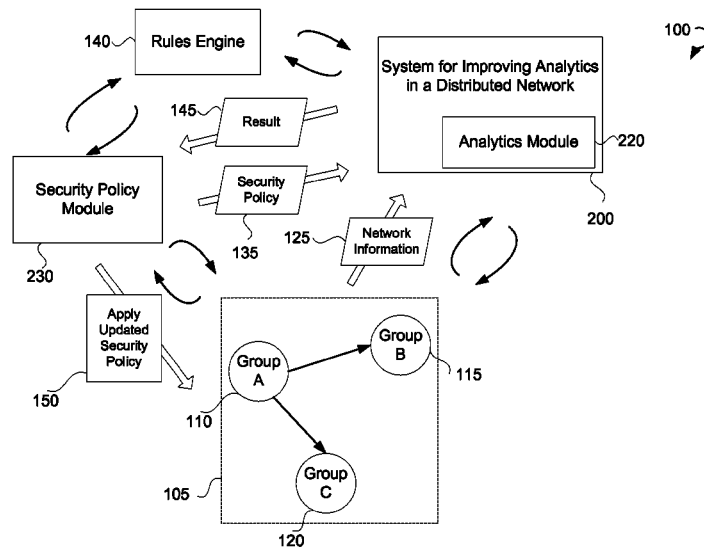 140
Rules Engine
100
System for Improving Analytics
in a Distributed Network
Analytics Module
220
200
145
Result
Security Policy
Module
230
Security
Policy
135
125
Network
Information
Apply
Updated
Security
Policy
150
Group
A
110
Group
B
115
Group
C
120
105